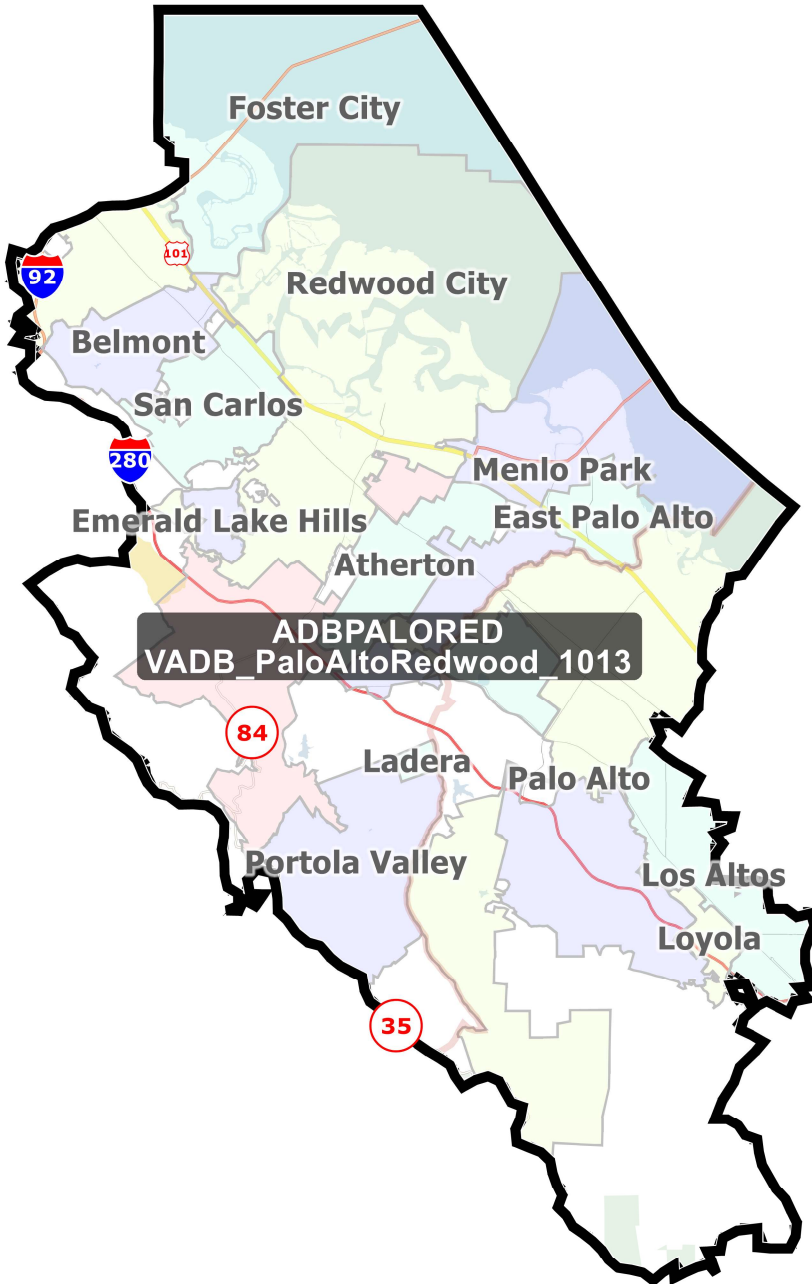 Foster City
101
92
Redwood City
Belmont
San Carlos
280
Menlo Park
Emerald Lake Hills
East Palo Alto
Atherton
ADBPALORED
VADB_PaloAltoRedwood_1013
84
Ladera
Palo Alto
Portola Valley
Los Altos
Loyola
35